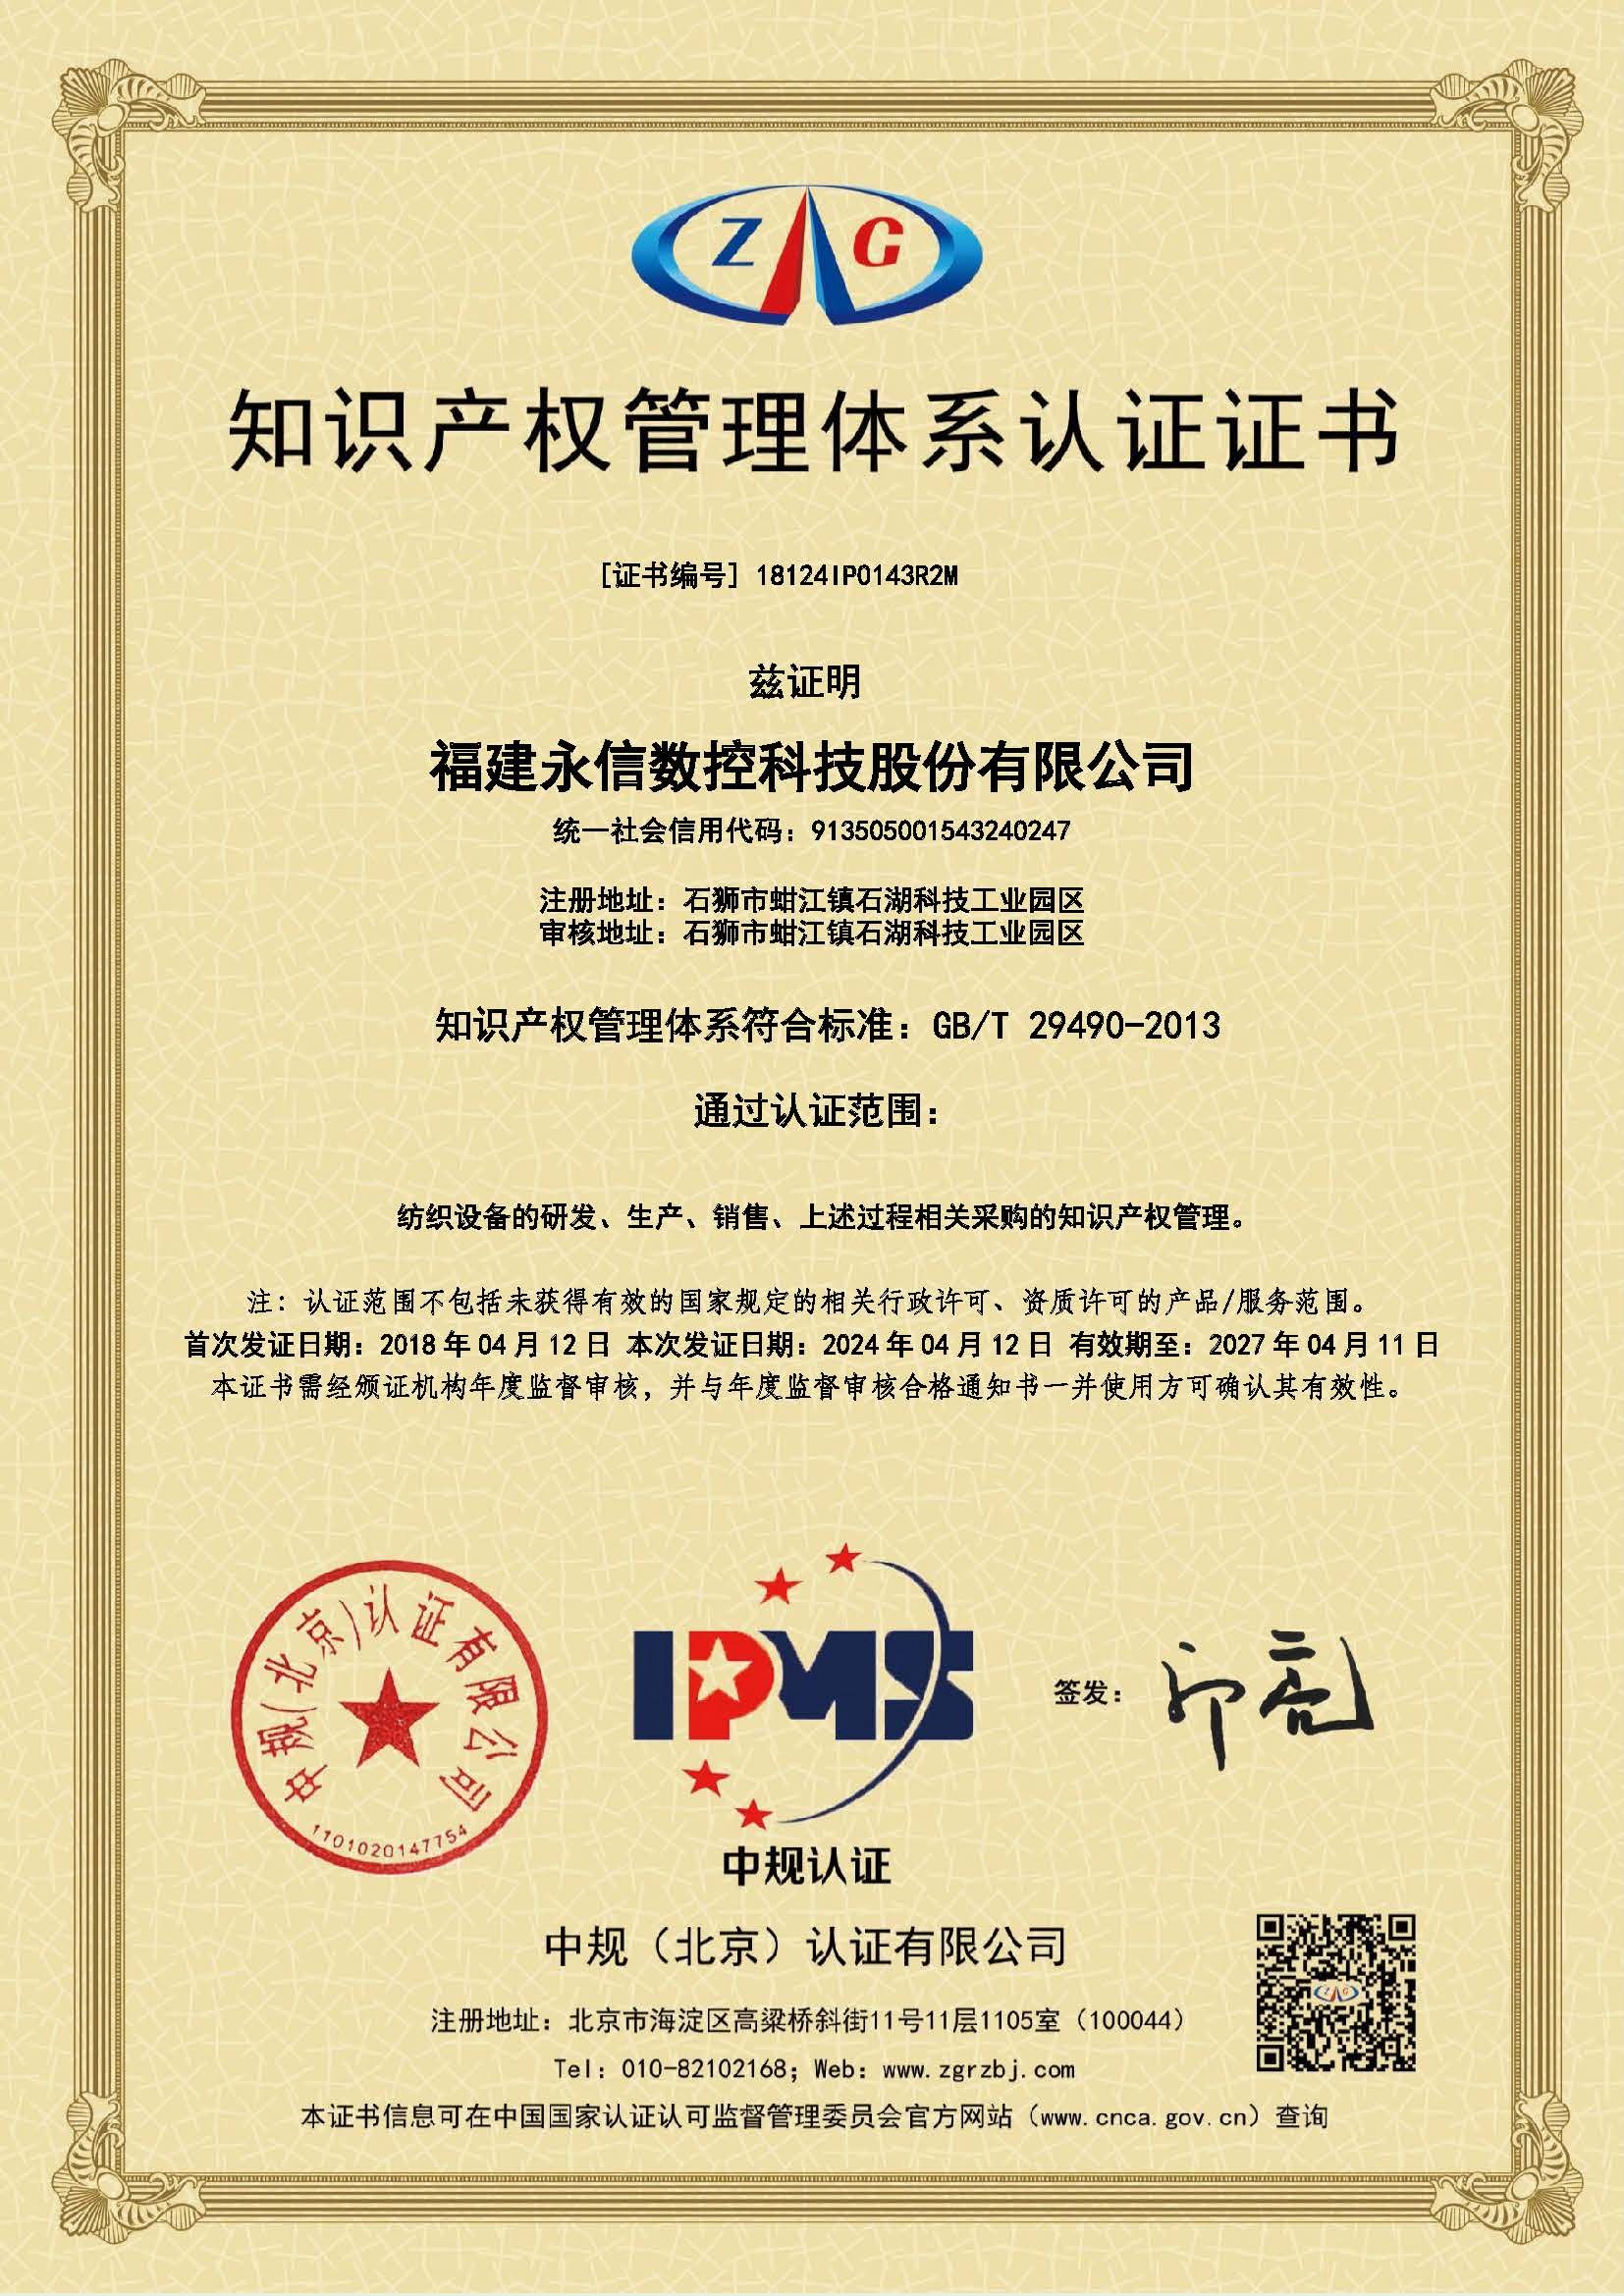 Z G
知识产权管理体系认证证书
[证书编号] 18124IP0143R2M
兹证明
福建永信数控科技股份有限公司
统一社会信用代码：913505001543240247
注册地址：石狮市蚶江镇石湖科技工业园区
审核地址：石狮市蚶江镇石湖科技工业园区
知识产权管理体系符合标准：GB/T 29490-2013
通过认证范围：
纺织设备的研发、生产、销售、上述过程相关采购的知识产权管理。
注：认证范围不包括未获得有效的国家规定的相关行政许可、资质许可的产品/服务范围。
首次发证日期：2018 年 04 月 12 日 本次发证日期：2024 年 04 月 12 日 有效期至：2027 年 04 月 11 日
本证书需经颁证机构年度监督审核，并与年度监督审核合格通知书一并使用方可确认其有效性。
中规(北京)认证有限公司
1101020147754
IPMS
中规认证
签发：
中规（北京）认证有限公司
注册地址：北京市海淀区高粱桥斜街11号11层1105室（100044）
Tel：010-82102168；Web：www.zgrzbj.com
本证书信息可在中国国家认证认可监督管理委员会官方网站（www.cnca.gov.cn）查询